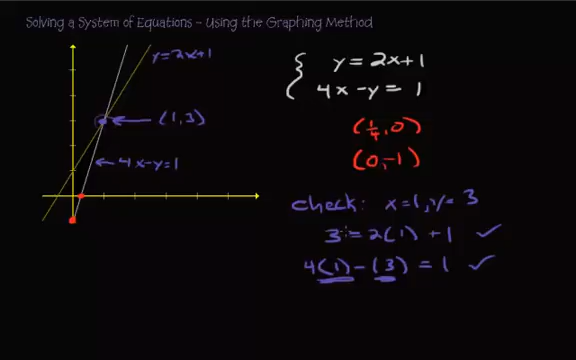 Solving a System of Equations - Using the Graphing Method
y = 2x+1
(1,3)
4x-y=1
y = 2x+1
4x-y = 1
(1/4, 0)
(0,-1)
check: x=1, y= 3
3 = 2(1) + 1 ✓
4(1) - (3) = 1 ✓